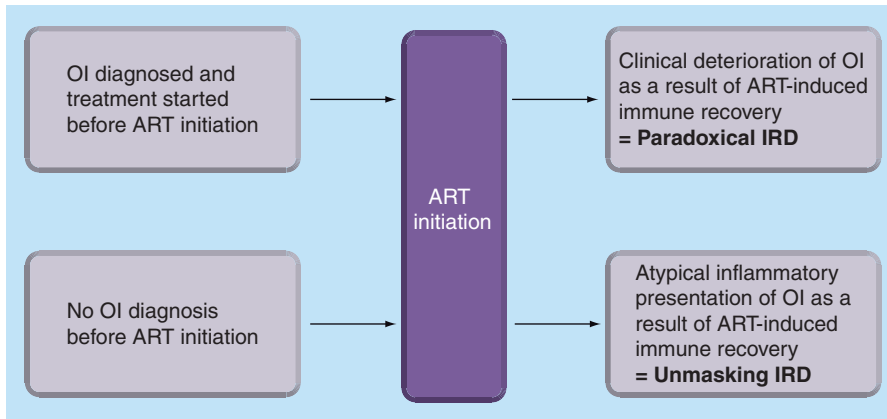 OI diagnosed and
treatment started
before ART initiation
Clinical deterioration of OI
as a result of ART-induced
immune recovery
= Paradoxical IRD
ART
initiation
No OI diagnosis
before ART initiation
Atypical inflammatory
presentation of OI as a
result of ART-induced
immune recovery
= Unmasking IRD